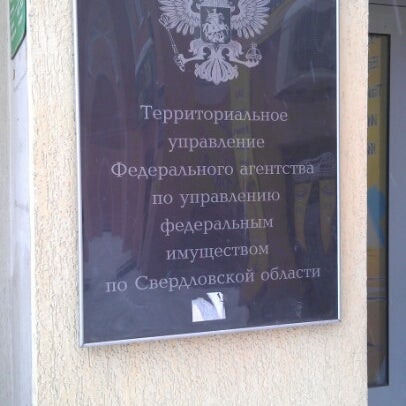 Территориальное
управление
Федерального агентства
по управлению
федеральным
имуществом
по Свердловской области